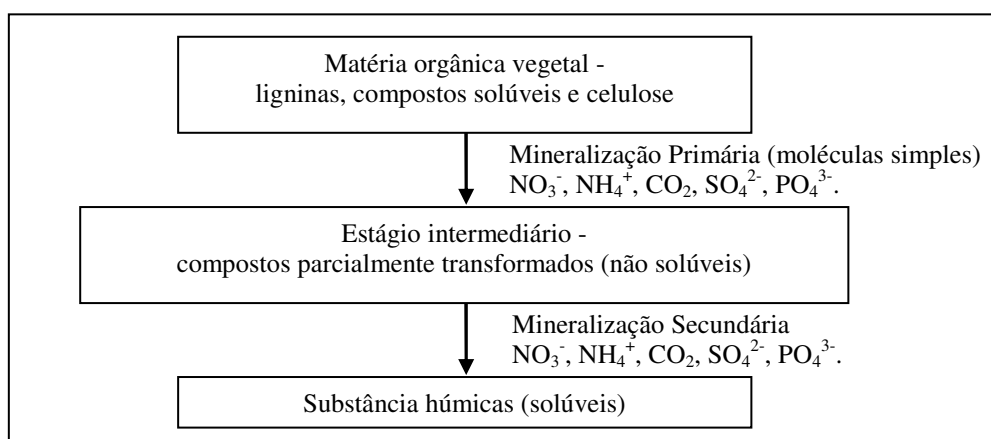 Matéria orgânica vegetal -
ligninas, compostos solúveis e celulose
Mineralização Primária (moléculas simples)
NO₃⁻, NH₄⁺, CO₂, SO₄²⁻, PO₄³⁻.
Estágio intermediário -
compostos parcialmente transformados (não solúveis)
Mineralização Secundária
NO₃⁻, NH₄⁺, CO₂, SO₄²⁻, PO₄³⁻.
Substância húmicas (solúveis)